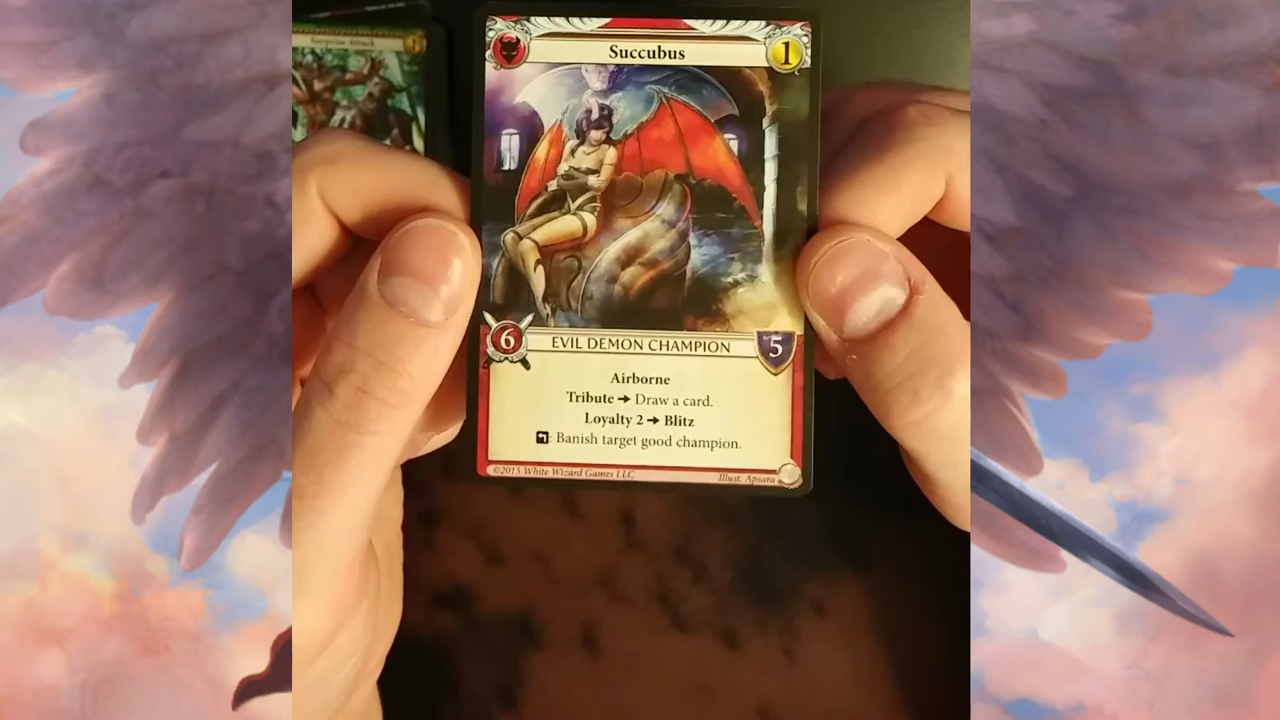 Surprise Attack
1
Succubus
1
6
EVIL DEMON CHAMPION
5
Airborne
Tribute → Draw a card.
Loyalty 2 → Blitz
: Banish target good champion.
©2015 White Wizard Games LLC
Illust. Apsara